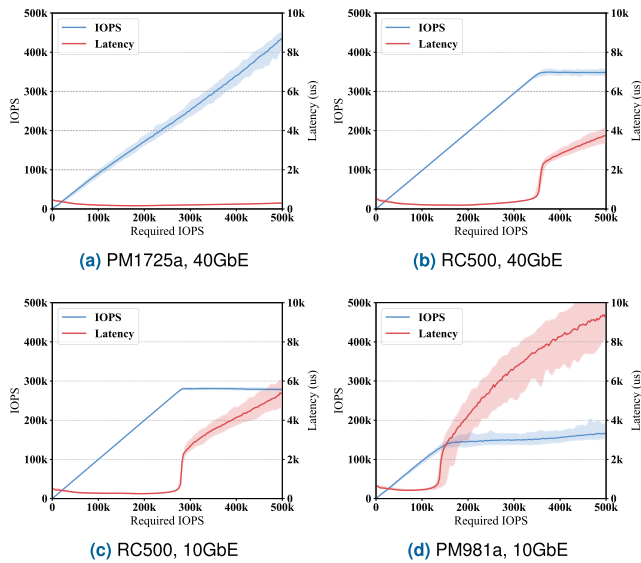 500k
400k
300k
200k
100k
0
IOPS
IOPS
Latency
10k
8k
6k
4k
2k
0
Latency (us)
0 100k 200k 300k 400k 500k
Required IOPS
(a) PM1725a, 40GbE
500k
400k
300k
200k
100k
0
IOPS
IOPS
Latency
10k
8k
6k
4k
2k
0
Latency (us)
0 100k 200k 300k 400k 500k
Required IOPS
(b) RC500, 40GbE
500k
400k
300k
200k
100k
0
IOPS
IOPS
Latency
10k
8k
6k
4k
2k
0
Latency (us)
0 100k 200k 300k 400k 500k
Required IOPS
(c) RC500, 10GbE
500k
400k
300k
200k
100k
0
IOPS
IOPS
Latency
10k
8k
6k
4k
2k
0
Latency (us)
0 100k 200k 300k 400k 500k
Required IOPS
(d) PM981a, 10GbE